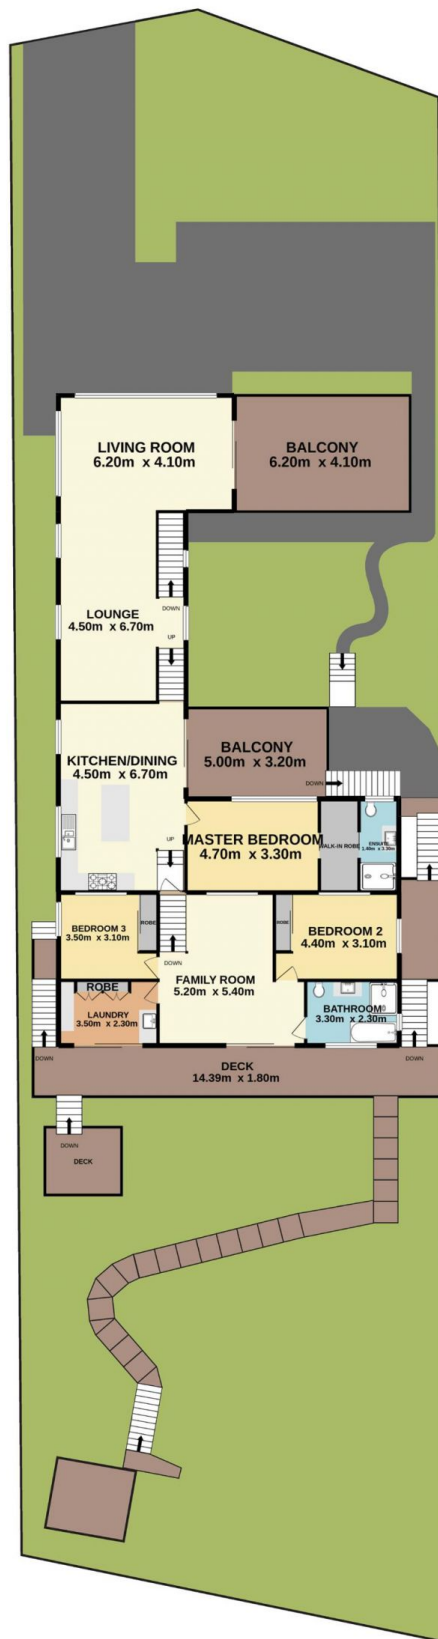 LIVING ROOM
6.20m x 4.10m
BALCONY
6.20m x 4.10m
LOUNGE
4.50m x 6.70m
DOWN
UP
KITCHEN/DINING
4.50m x 6.70m
BALCONY
5.00m x 3.20m
DOWN
MASTER BEDROOM
4.70m x 3.30m
WALK-IN ROBE
ENSUITE
UP
BEDROOM 3
3.50m x 3.10m
ROBE
ROBE
BEDROOM 2
4.40m x 3.10m
DOWN
FAMILY ROOM
5.20m x 5.40m
ROBE
LAUNDRY
3.50m x 2.30m
BATHROOM
3.30m x 2.30m
DOWN
DOWN
DECK
14.39m x 1.80m
DOWN
DECK